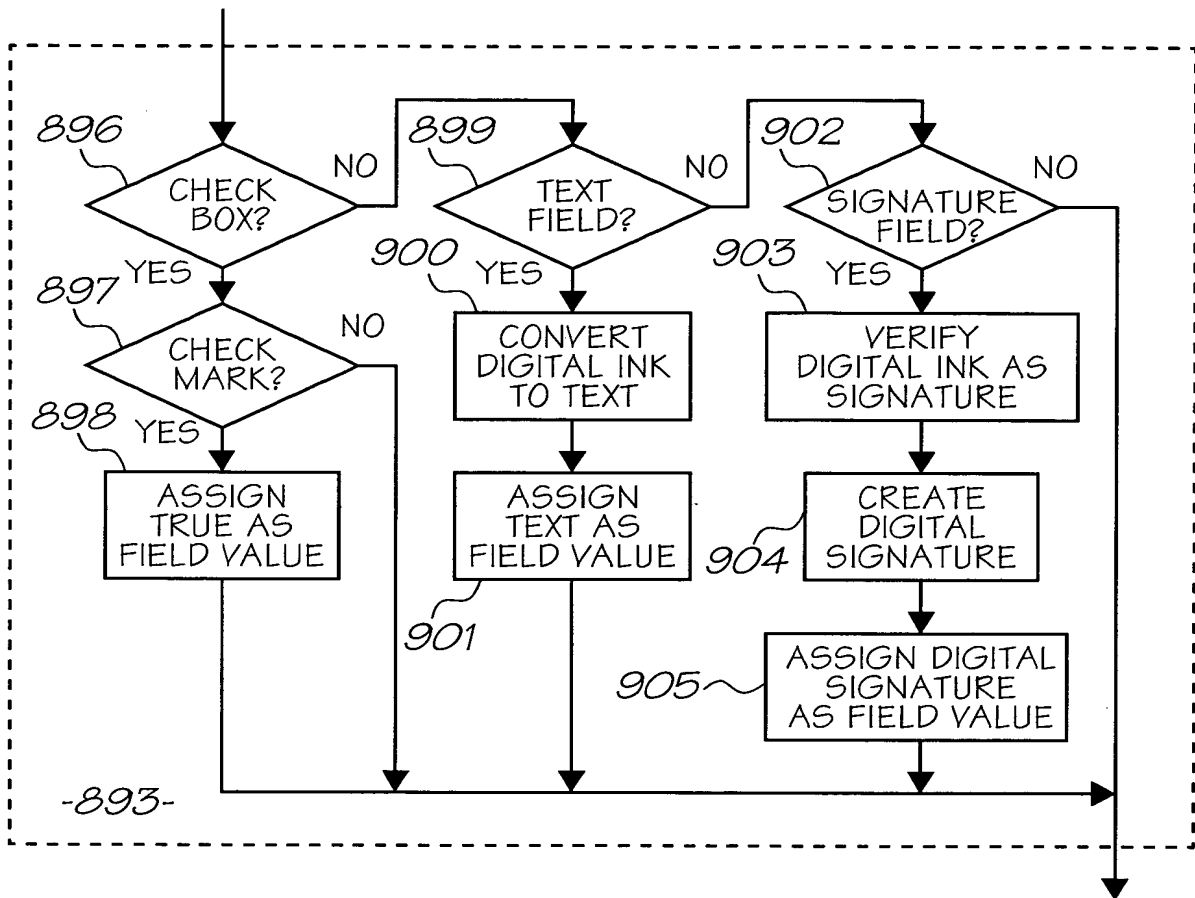 896
CHECK
BOX?
NO
YES
897
CHECK
MARK?
NO
YES
898
ASSIGN
TRUE AS
FIELD VALUE
899
TEXT
FIELD?
NO
YES
900
CONVERT
DIGITAL INK
TO TEXT
ASSIGN
TEXT AS
FIELD VALUE
901
902
SIGNATURE
FIELD?
NO
YES
903
VERIFY
DIGITAL INK AS
SIGNATURE
CREATE
DIGITAL
SIGNATURE
904
ASSIGN DIGITAL
SIGNATURE
AS FIELD VALUE
905
-893-